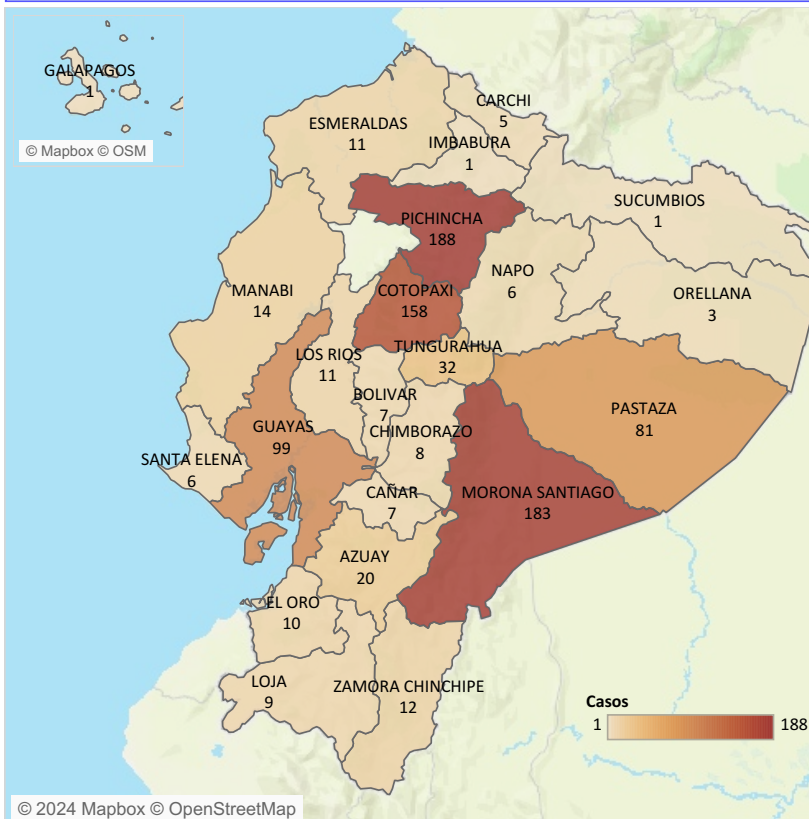 GALAPAGOS
1
© Mapbox © OSM
CARCHI
5
ESMERALDAS
11
IMBABURA
1
SUCUMBIOS
1
PICHINCHA
188
NAPO
6
MANABI
14
COTOPAXI
158
ORELLANA
3
LOS RIOS
11
TUNGURAHUA
32
BOLIVAR
7
PASTAZA
81
GUAYAS
99
CHIMBORAZO
8
SANTA ELENA
6
CAÑAR
7
MORONA SANTIAGO
183
AZUAY
20
EL ORO
10
LOJA
9
ZAMORA CHINCHIPE
12
Casos
1 188
© 2024 Mapbox © OpenStreetMap